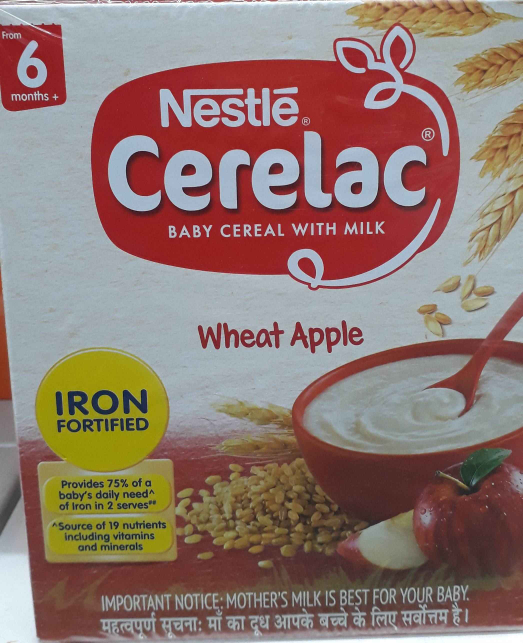 From
6
months +
Nestlé®
Cerelac®
BABY CEREAL WITH MILK
Wheat Apple
IRON
FORTIFIED
Provides 75% of a
baby's daily need^
of Iron in 2 serves##
^Source of 19 nutrients
including vitamins
and minerals
IMPORTANT NOTICE: MOTHER'S MILK IS BEST FOR YOUR BABY.
महत्वपूर्ण सूचना: माँ का दूध आपके बच्चे के लिए सर्वोत्तम है।